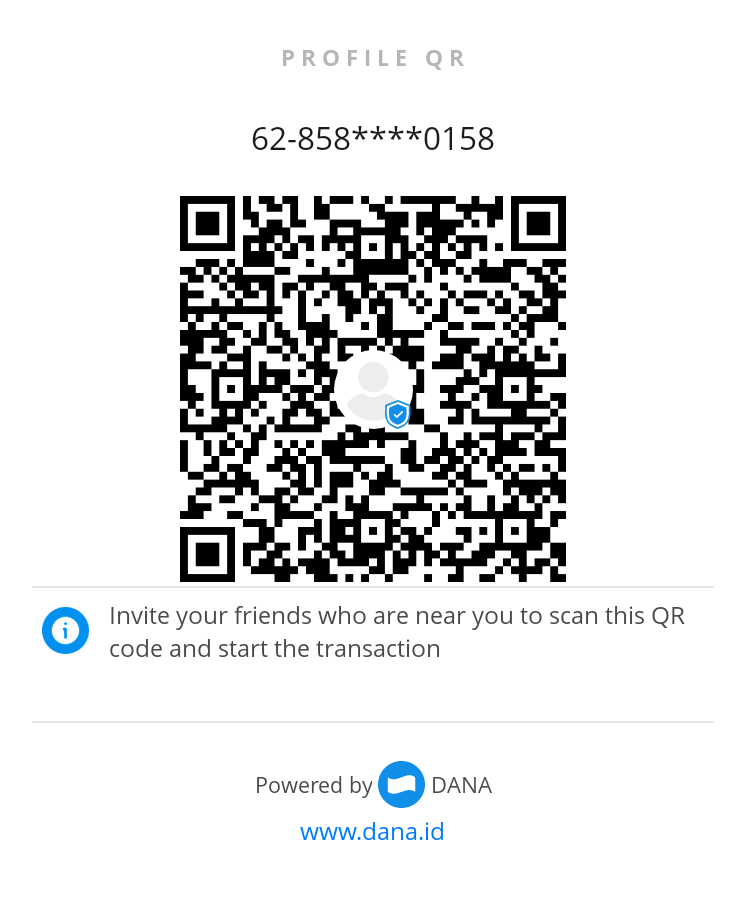 PROFILE QR
62-858****0158
Invite your friends who are near you to scan this QR
code and start the transaction
Powered by DANA
www.dana.id